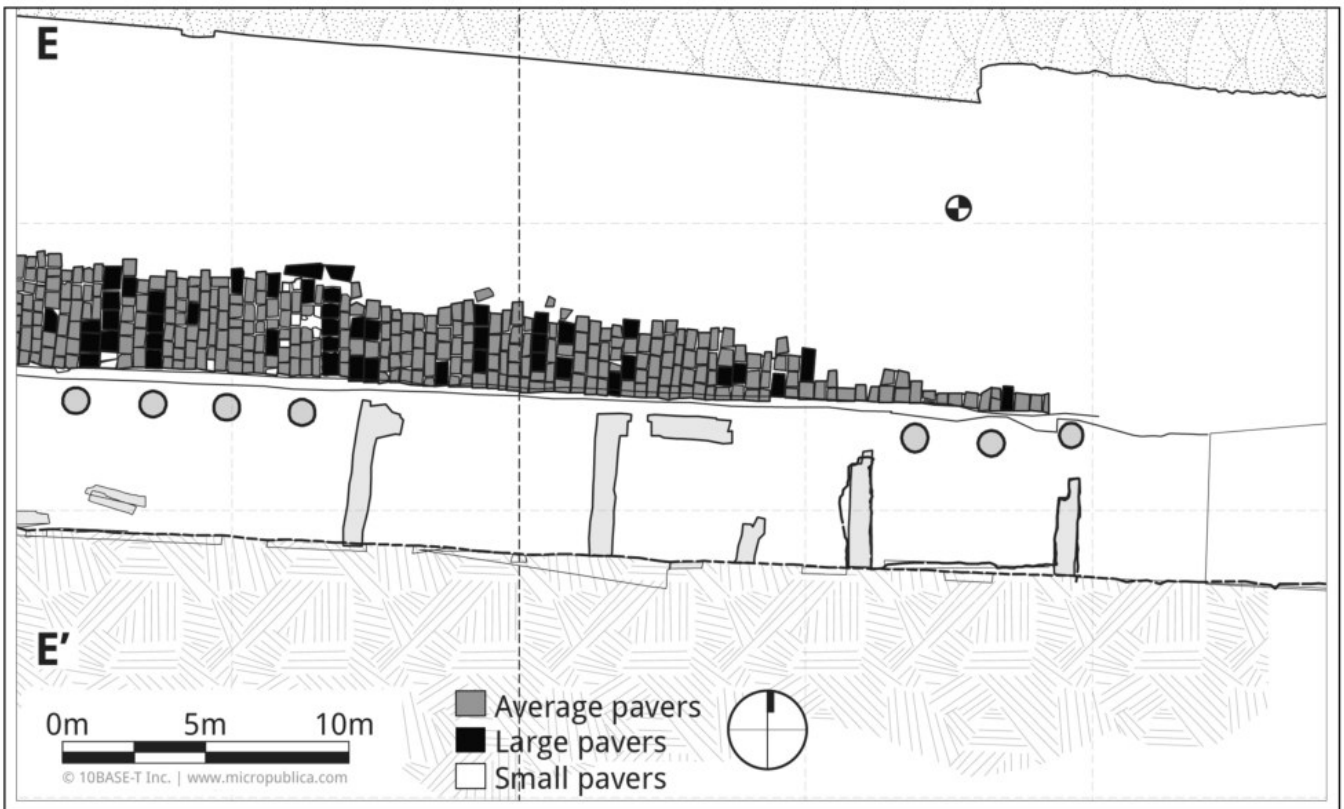 E
E’
0m 5m 10m
© 10BASE-T Inc. | www.micropublica.com
Average pavers
Large pavers
Small pavers